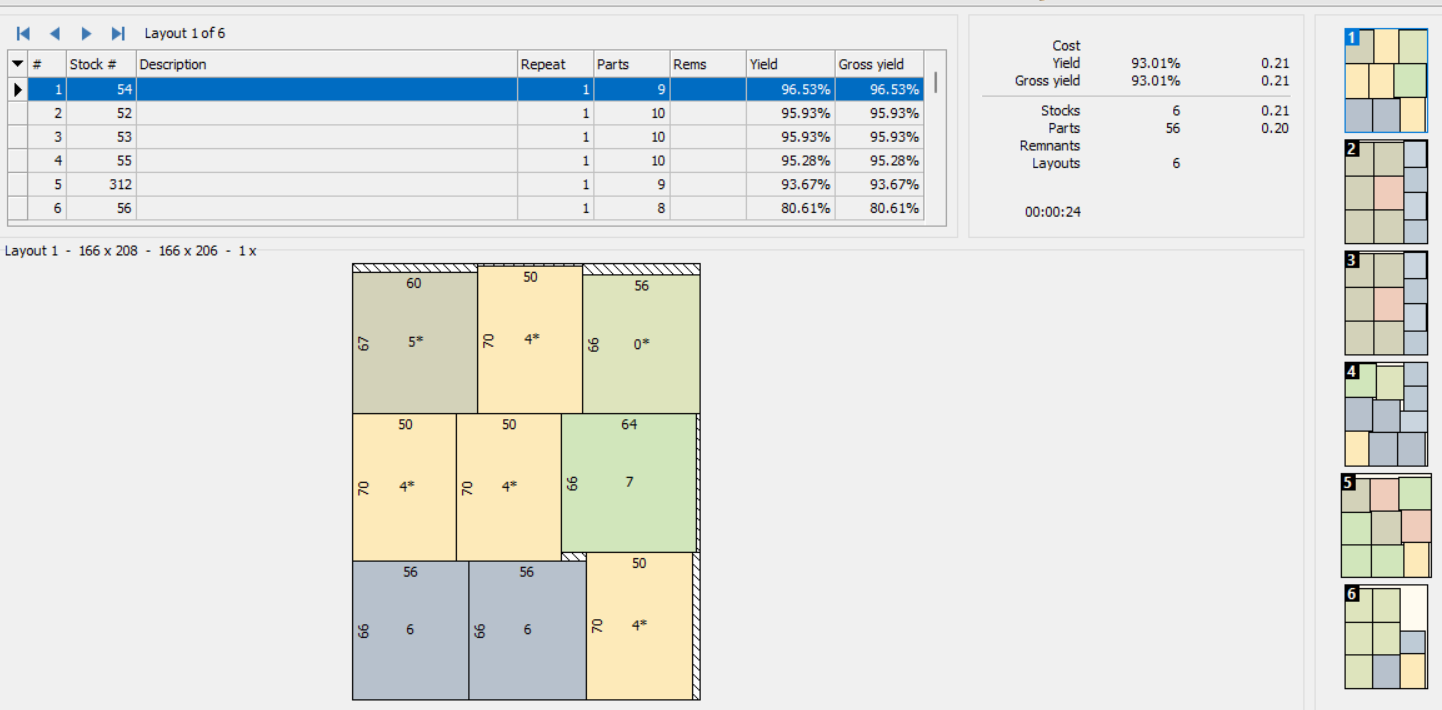 Layout 1 of 6
# Stock # Description Repeat Parts Rems Yield Gross yield
1 54 1 9 96.53% 96.53%
2 52 1 10 95.93% 95.93%
3 53 1 10 95.93% 95.93%
4 55 1 10 95.28% 95.28%
5 312 1 9 93.67% 93.67%
6 56 1 8 80.61% 80.61%
Cost
Yield 93.01% 0.21
Gross yield 93.01% 0.21
Stocks 6 0.21
Parts 56 0.20
Remnants
Layouts 6
00:00:24
Layout 1 - 166 x 208 - 166 x 206 - 1 x
60 50 56
67 5* 70 4* 66 0*
50 50 64
70 4* 70 4* 66 7
56 56 50
66 6 66 6 70 4*
1
2
3
4
5
6